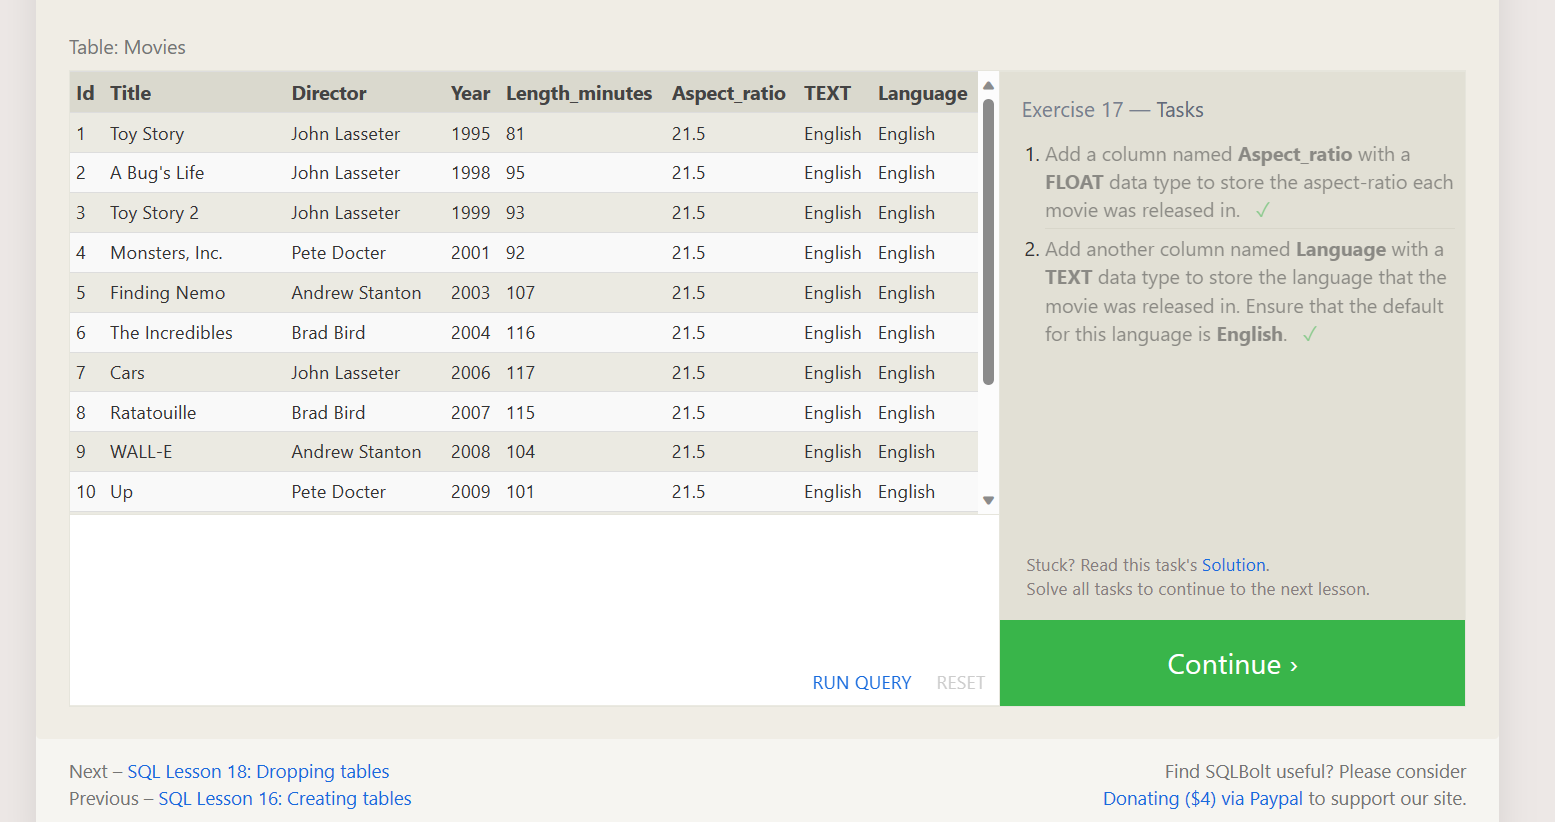 Table: Movies
Id Title Director Year Length_minutes Aspect_ratio TEXT Language
1 Toy Story John Lasseter 1995 81 21.5 English English
2 A Bug's Life John Lasseter 1998 95 21.5 English English
3 Toy Story 2 John Lasseter 1999 93 21.5 English English
4 Monsters, Inc. Pete Docter 2001 92 21.5 English English
5 Finding Nemo Andrew Stanton 2003 107 21.5 English English
6 The Incredibles Brad Bird 2004 116 21.5 English English
7 Cars John Lasseter 2006 117 21.5 English English
8 Ratatouille Brad Bird 2007 115 21.5 English English
9 WALL-E Andrew Stanton 2008 104 21.5 English English
10 Up Pete Docter 2009 101 21.5 English English
RUN QUERY RESET
Exercise 17 — Tasks
1. Add a column named Aspect_ratio with a
FLOAT data type to store the aspect-ratio each
movie was released in. ✓
2. Add another column named Language with a
TEXT data type to store the language that the
movie was released in. Ensure that the default
for this language is English. ✓
Stuck? Read this task's Solution.
Solve all tasks to continue to the next lesson.
Continue ›
Next – SQL Lesson 18: Dropping tables
Previous – SQL Lesson 16: Creating tables
Find SQLBolt useful? Please consider
Donating ($4) via Paypal to support our site.